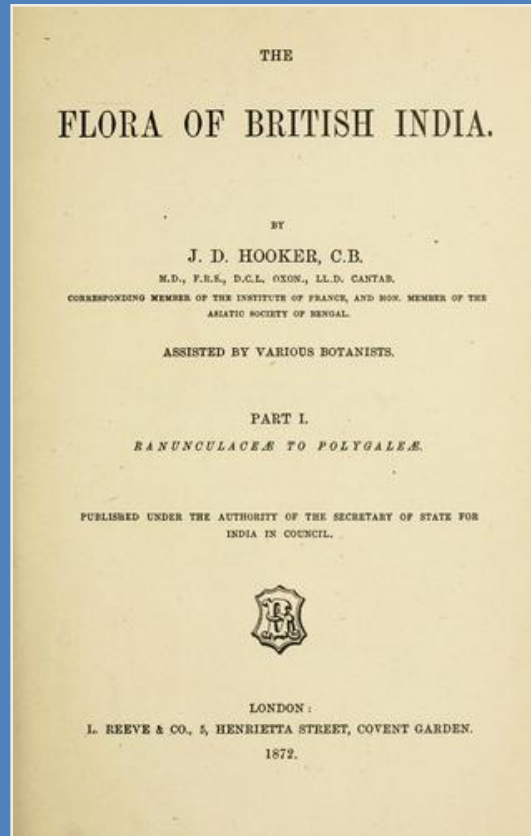 THE
FLORA OF BRITISH INDIA.
BY
J. D. HOOKER, C.B.
M.D., F.R.S., D.C.L. OXON., LL.D. CANTAB.
CORRESPONDING MEMBER OF THE INSTITUTE OF FRANCE, AND HON. MEMBER OF THE
ASIATIC SOCIETY OF BENGAL.
ASSISTED BY VARIOUS BOTANISTS.
PART I.
RANUNCULACEÆ TO POLYGALEÆ.
PUBLISHED UNDER THE AUTHORITY OF THE SECRETARY OF STATE FOR
INDIA IN COUNCIL.
LONDON:
L. REEVE & CO., 5, HENRIETTA STREET, COVENT GARDEN.
1872.